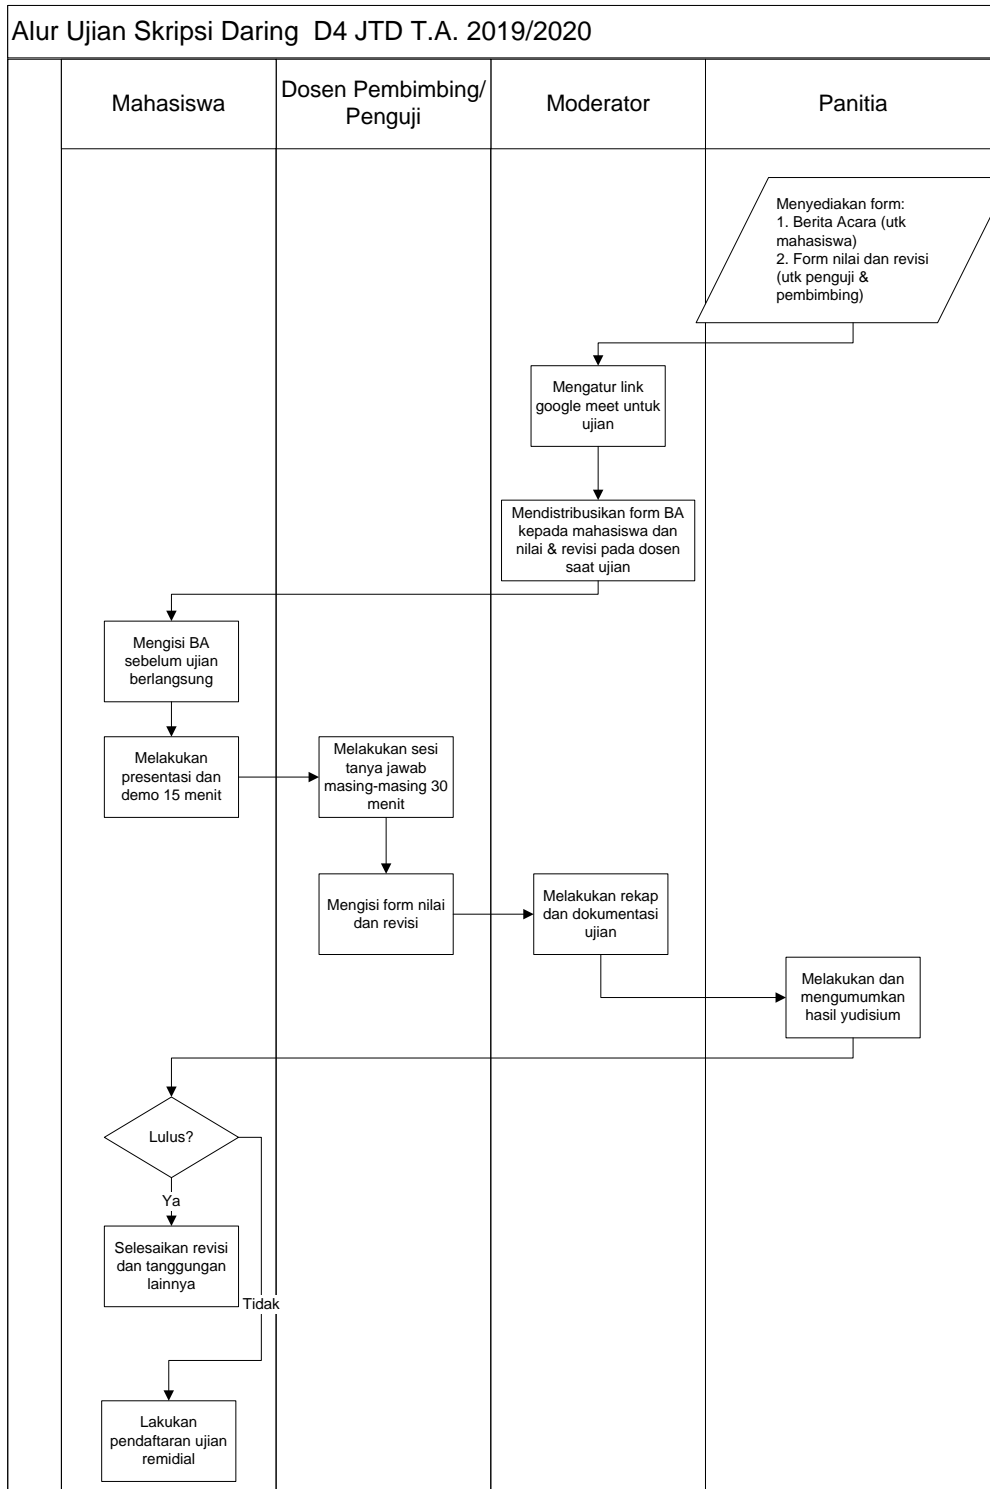 Alur Ujian Skripsi Daring  D4 JTD T.A. 2019/2020
Mahasiswa
Dosen Pembimbing/
Penguji
Moderator
Panitia
Menyediakan form:
1. Berita Acara (utk
mahasiswa)
2. Form nilai dan revisi
(utk penguji &
pembimbing)
Mengatur link
google meet untuk
ujian
Mendistribusikan form BA
kepada mahasiswa dan
nilai & revisi pada dosen
saat ujian
Mengisi BA
sebelum ujian
berlangsung
Melakukan
presentasi dan
demo 15 menit
Melakukan sesi
tanya jawab
masing-masing 30
menit
Mengisi form nilai
dan revisi
Melakukan rekap
dan dokumentasi
ujian
Melakukan dan
mengumumkan
hasil yudisium
Lulus?
Ya
Selesaikan revisi
dan tanggungan
lainnya
Tidak
Lakukan
pendaftaran ujian
remidial